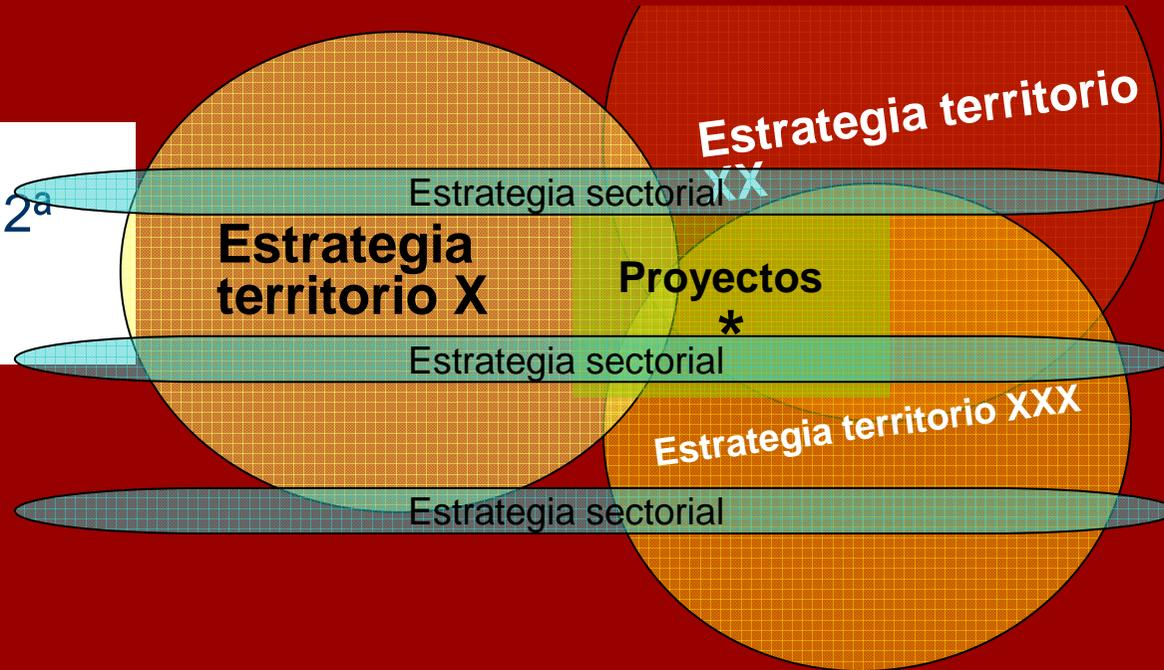 Estrategia territorio
XX
2ª
Estrategia sectorial
Estrategia
territorio X
Proyectos
*
Estrategia sectorial
Estrategia territorio XXX
Estrategia sectorial